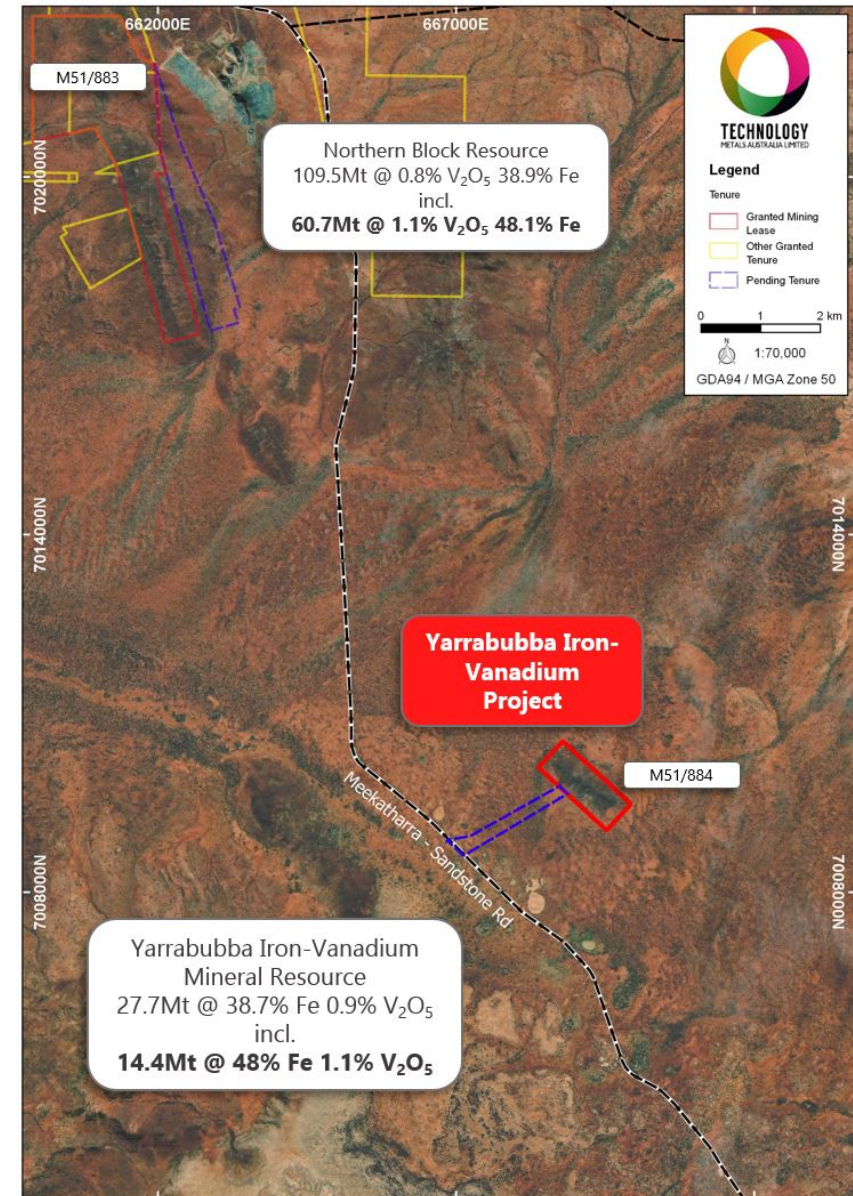 662000E
667000E
M51/883
7020000N
Northern Block Resource
109.5Mt @ 0.8% V₂O₅ 38.9% Fe
incl.
60.7Mt @ 1.1% V₂O₅ 48.1% Fe
TECHNOLOGY
METALS AUSTRALIA LIMITED
Legend
Tenure
Granted Mining
Lease
Other Granted
Tenure
Pending Tenure
0 1 2 km
N
1:70,000
GDA94 / MGA Zone 50
7014000N
7014000N
Yarrabubba Iron-
Vanadium
Project
M51/884
Meekatharra - Sandstone Rd
7008000N
7008000N
Yarrabubba Iron-Vanadium
Mineral Resource
27.7Mt @ 38.7% Fe 0.9% V₂O₅
incl.
14.4Mt @ 48% Fe 1.1% V₂O₅